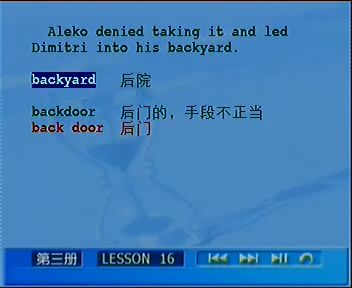 Aleko denied taking it and led
Dimitri into his backyard.
backyard 后院
backdoor 后门的，手段不正当
back door 后门
第三册 LESSON 16